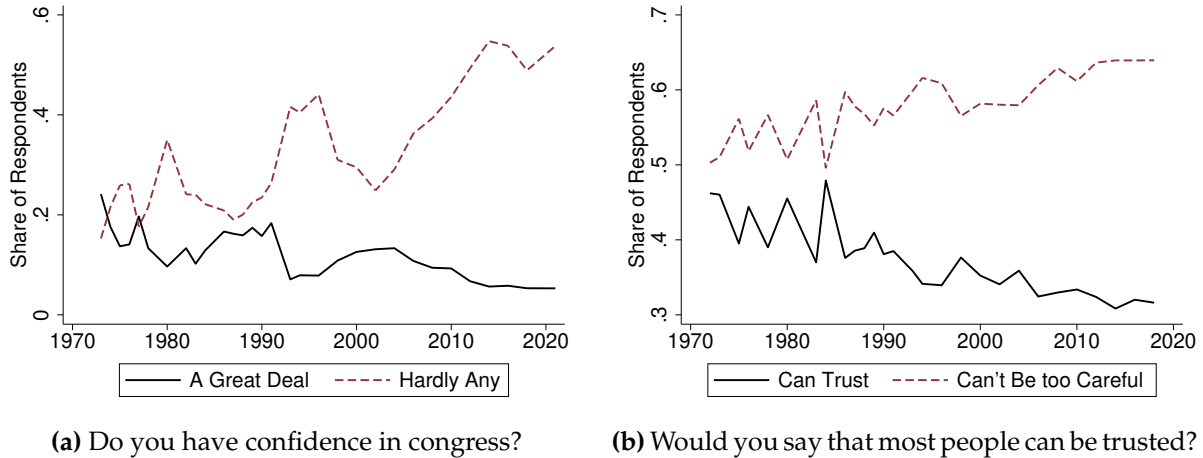 Share of Respondents
.6
.4
.2
0
1970 1980 1990 2000 2010 2020
A Great Deal Hardly Any
(a) Do you have confidence in congress?
Share of Respondents
.7
.6
.5
.4
.3
1970 1980 1990 2000 2010 2020
Can Trust Can't Be too Careful
(b) Would you say that most people can be trusted?